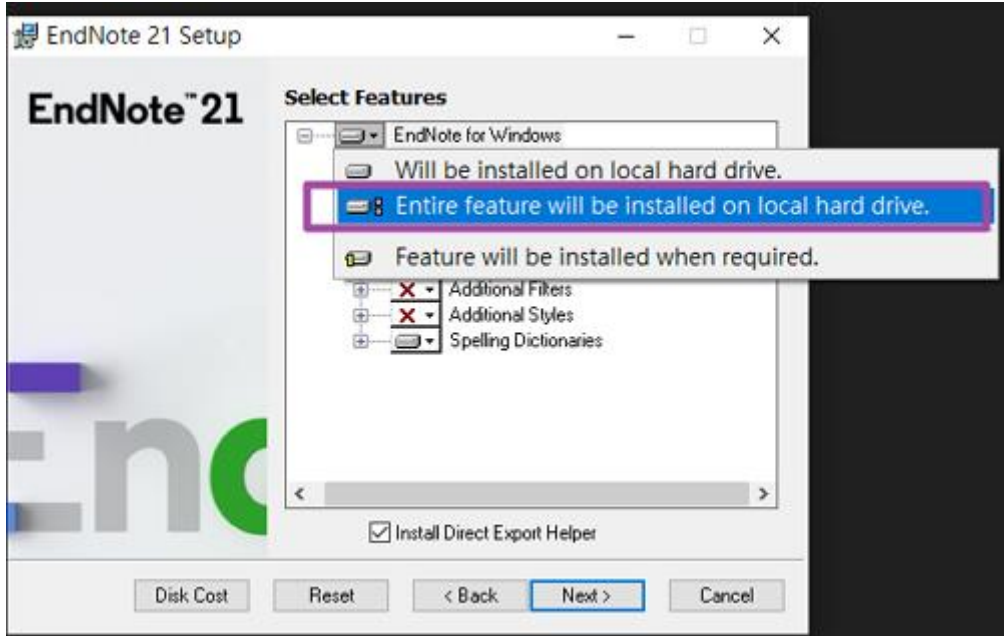 EndNote 21 Setup
EndNote™21
Select Features
EndNote for Windows
Will be installed on local hard drive.
Entire feature will be installed on local hard drive.
Feature will be installed when required.
Additional Filters
Additional Styles
Spelling Dictionaries
Enc
Install Direct Export Helper
Disk Cost
Reset
< Back
Next >
Cancel